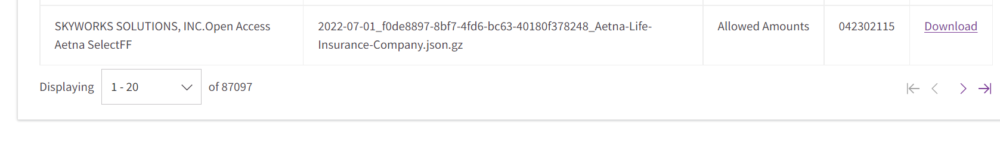 SKYWORKS SOLUTIONS, INC.Open Access
Aetna SelectFF
2022-07-01_f0de8897-8bf7-4fd6-bc63-40180f378248_Aetna-Life-
Insurance-Company.json.gz
Allowed Amounts
042302115
Download
Displaying 1 - 20 of 87097